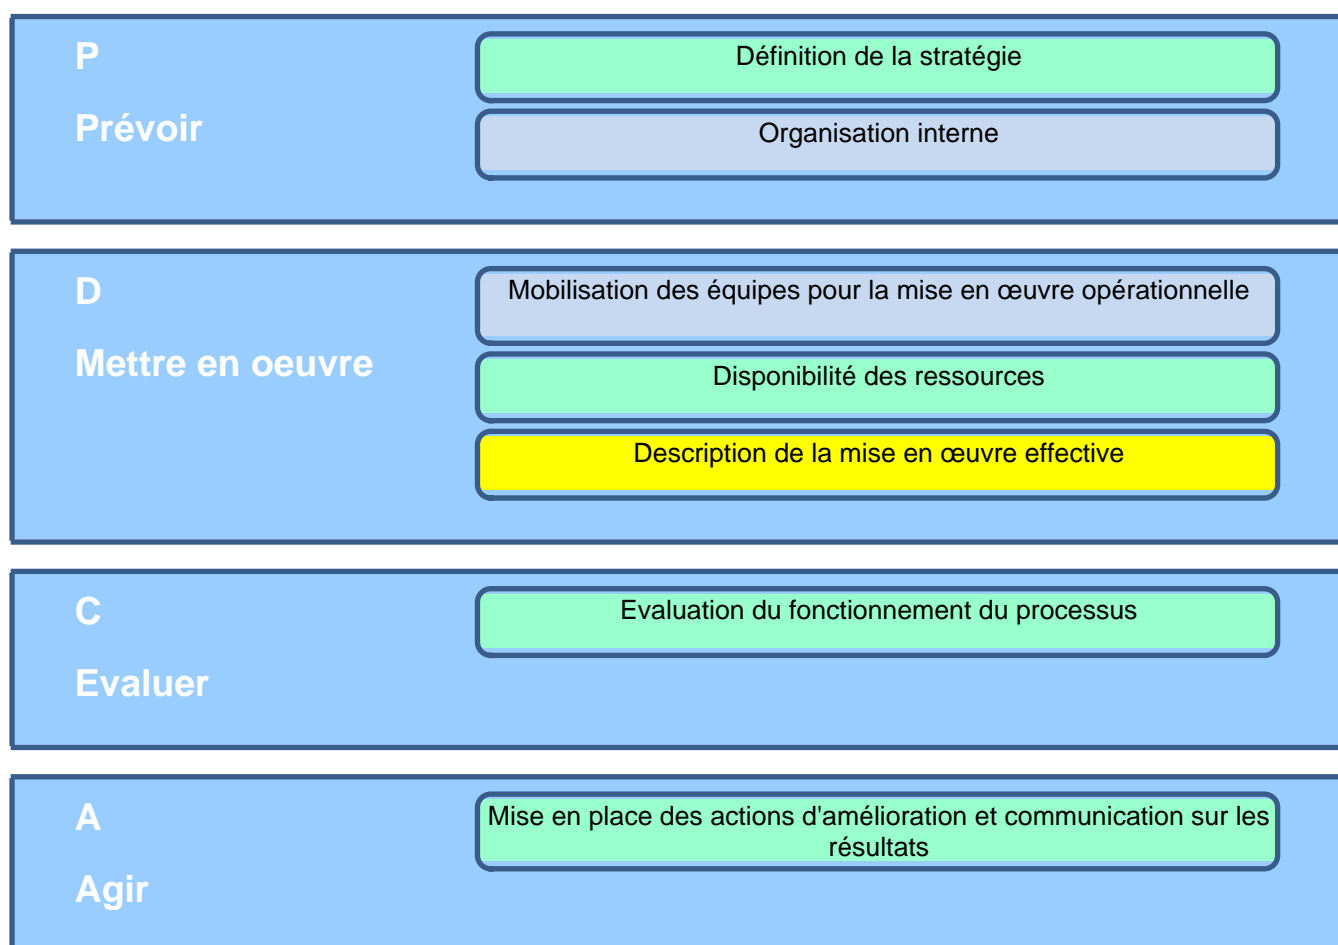 P
Prévoir
Définition de la stratégie
Organisation interne
D
Mettre en oeuvre
Mobilisation des équipes pour la mise en œuvre opérationnelle
Disponibilité des ressources
Description de la mise en œuvre effective
C
Evaluer
Evaluation du fonctionnement du processus
A
Agir
Mise en place des actions d'amélioration et communication sur les
résultats